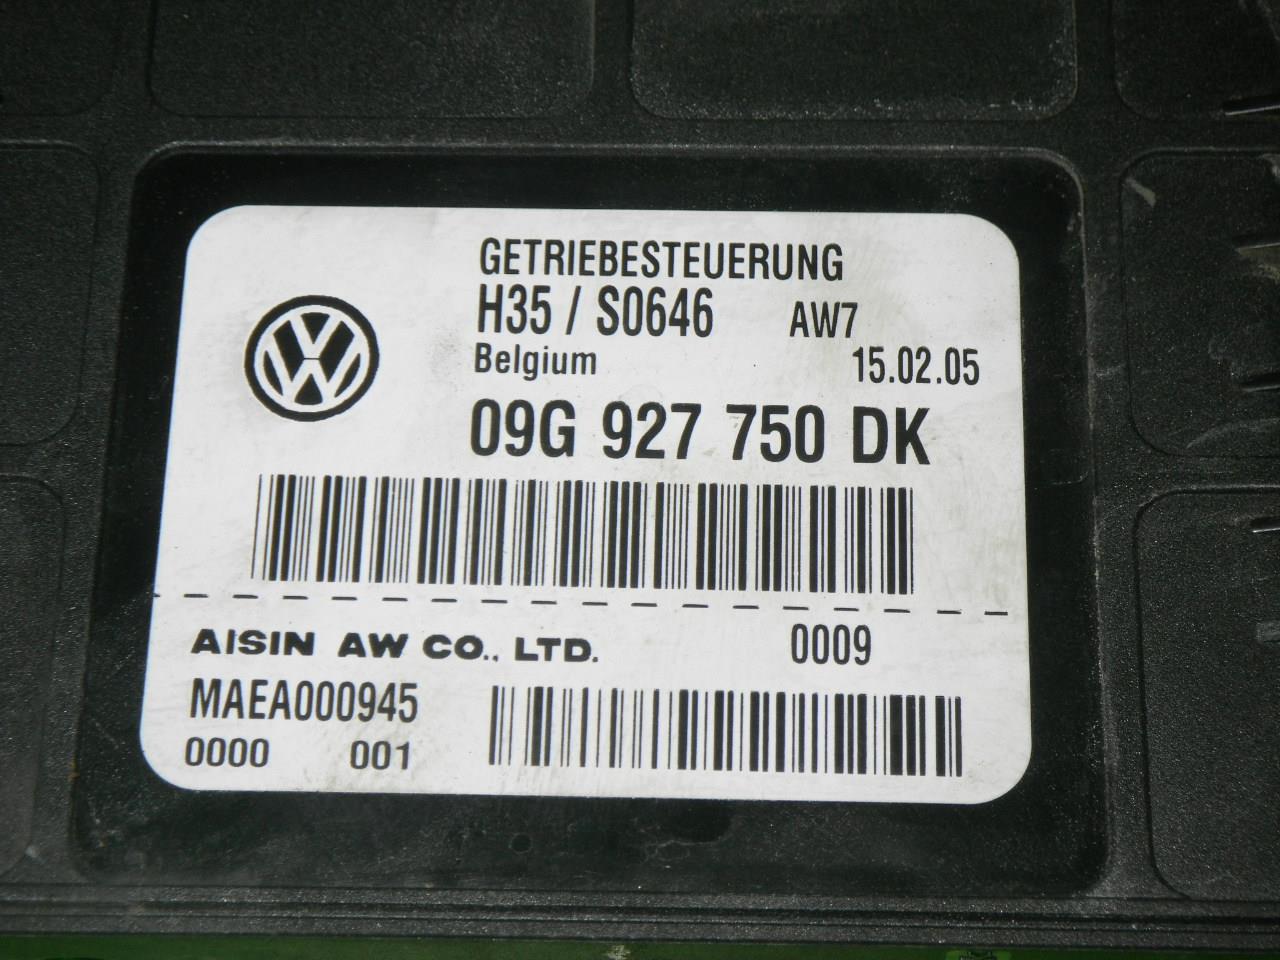 GETRIEBESTEUERUNG
H35 / S0646 AW7
Belgium 15.02.05
09G 927 750 DK
AISIN AW CO., LTD. 0009
MAEA000945
0000 001